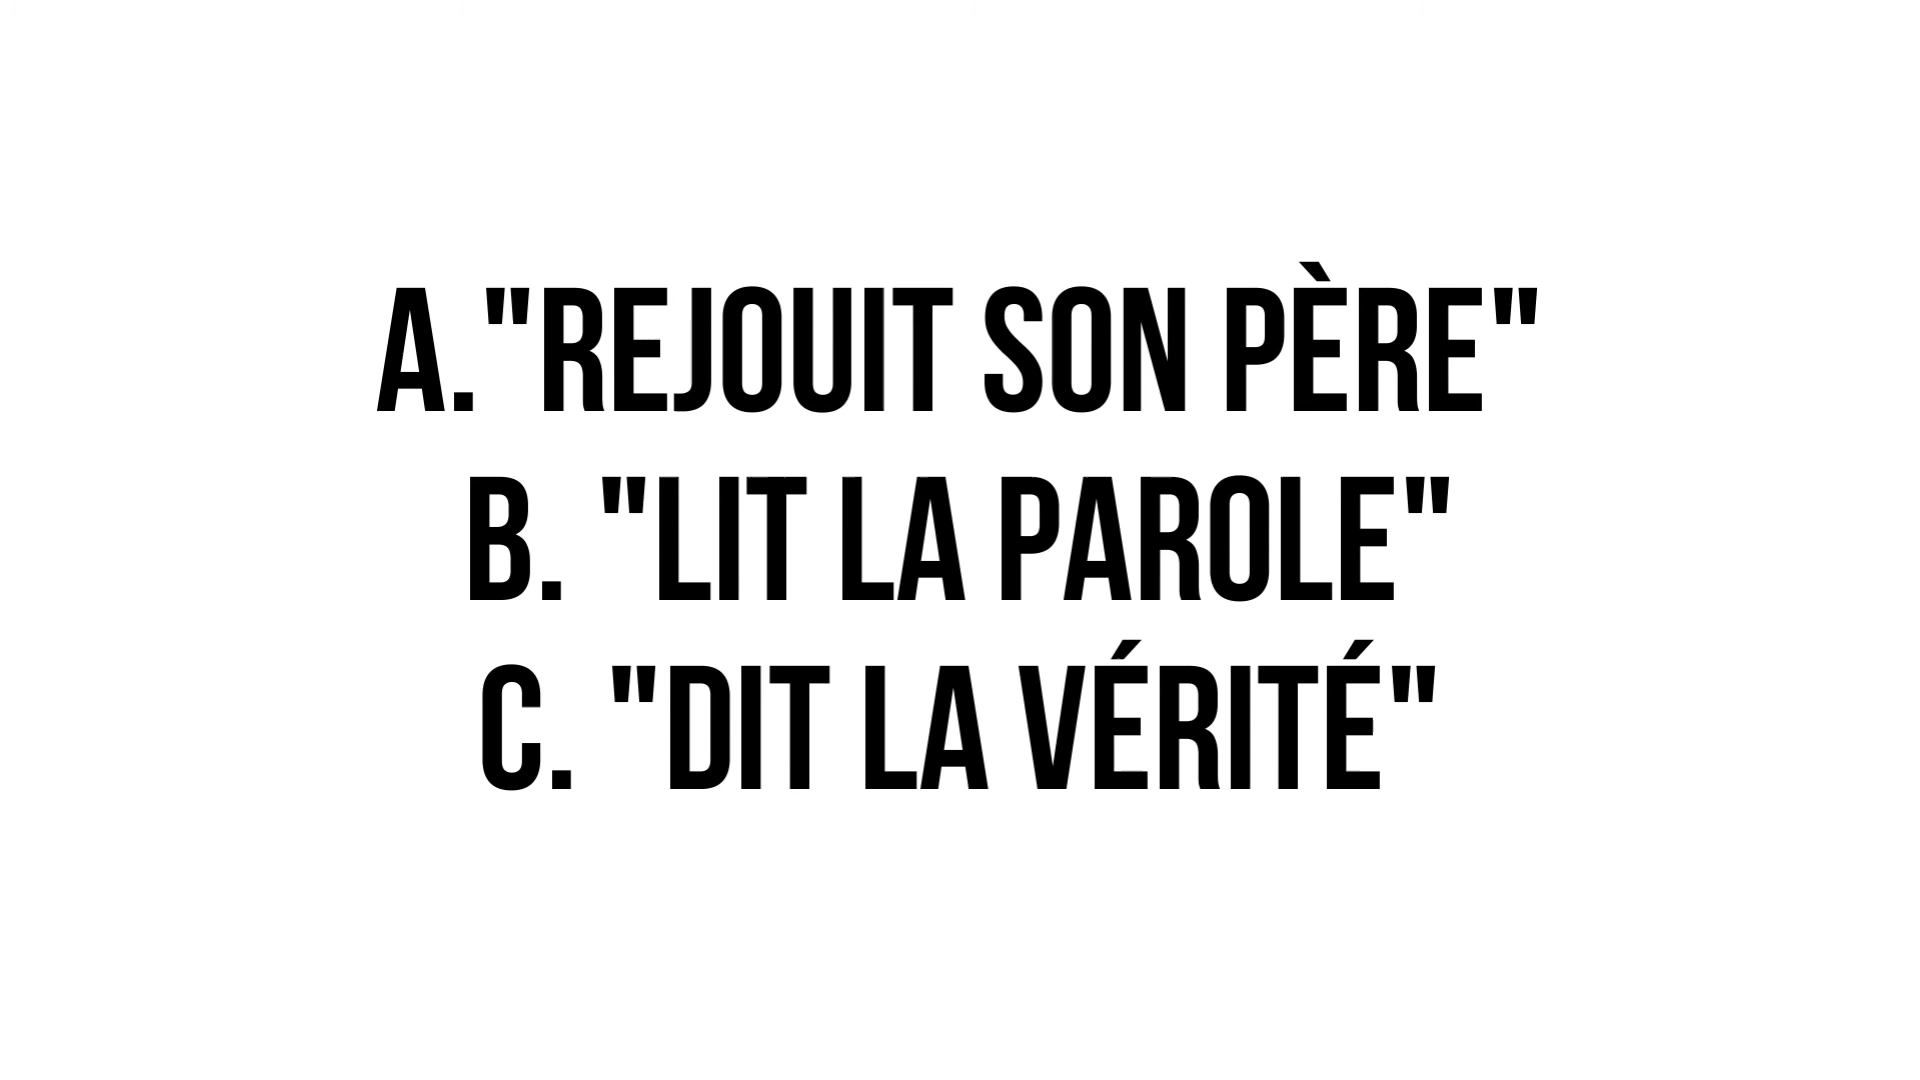 A."REJOUIT SON PÈRE"
B. "LIT LA PAROLE"
C. "DIT LA VÉRITÉ"